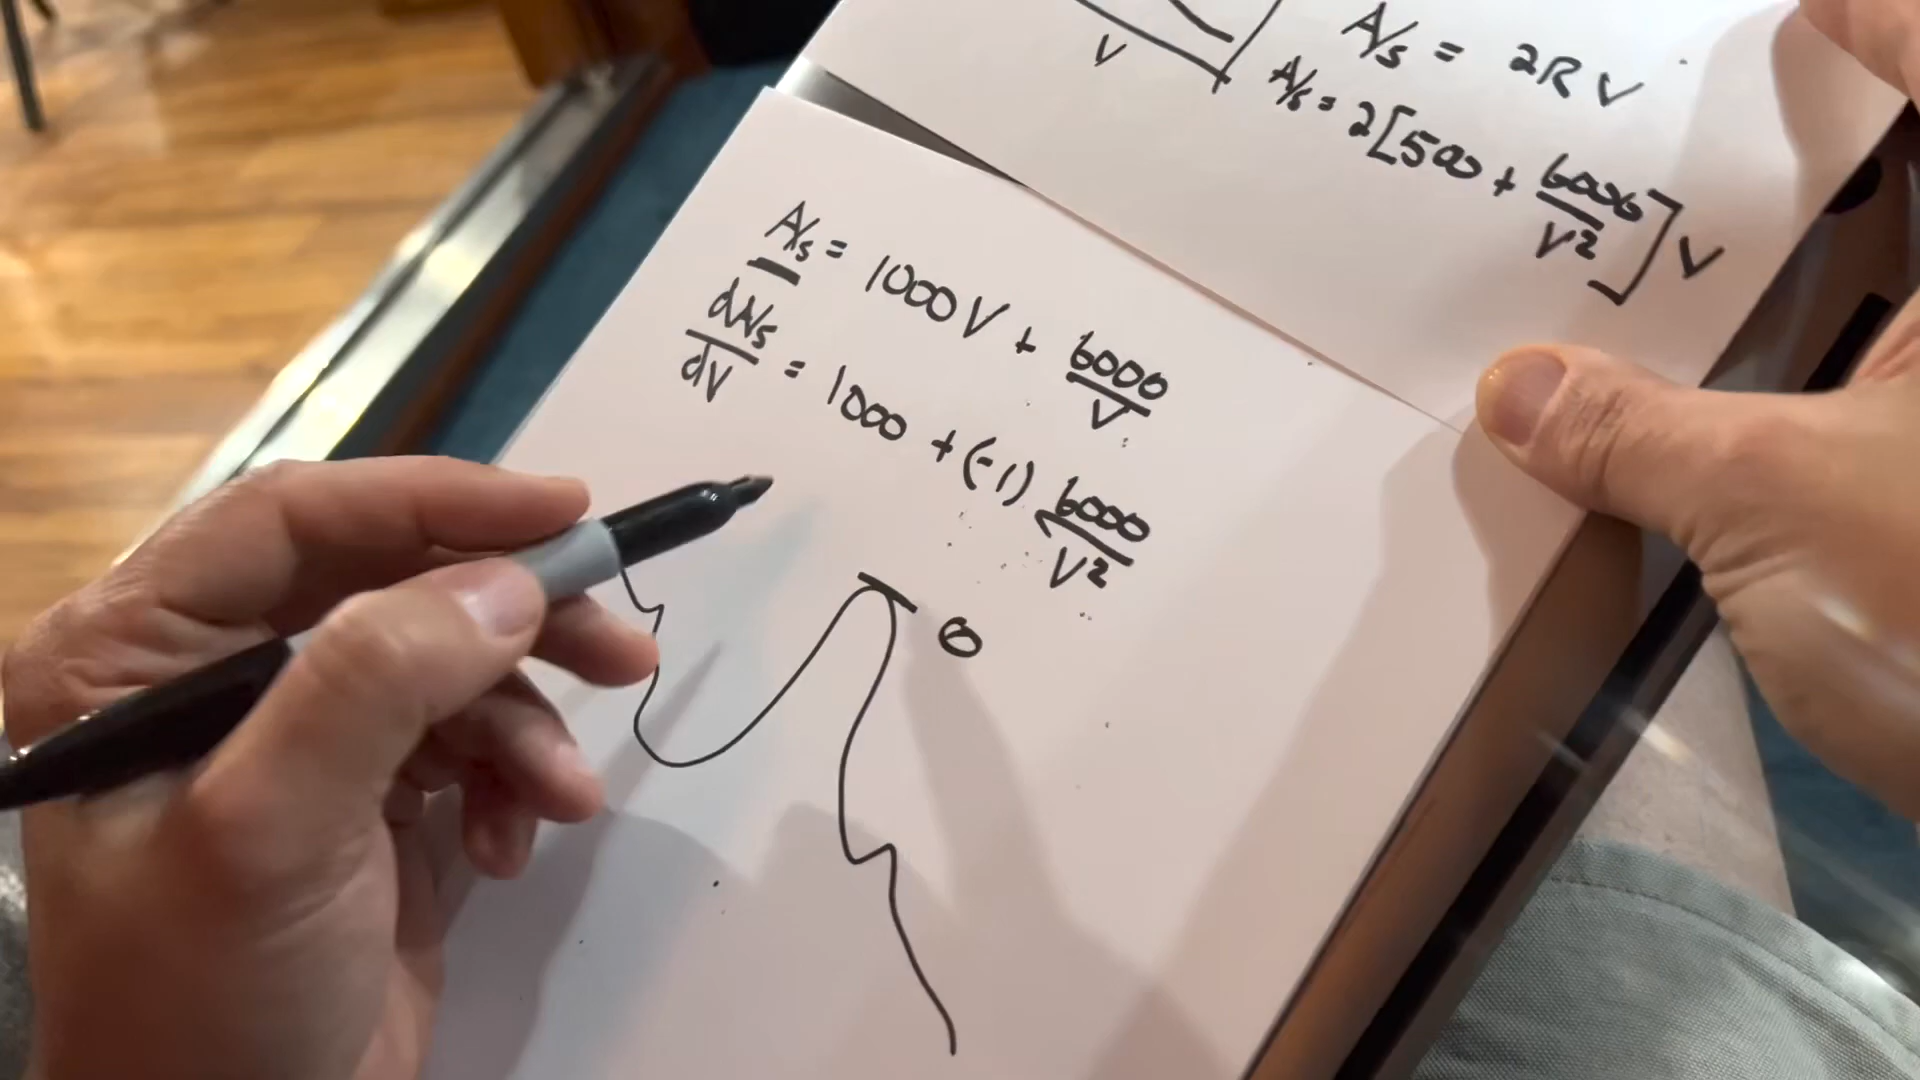 V
A/s = 2RV
A/s = 2[500 + 6000/V²]V
A/s = 1000V + 6000/V
dA/s/dV = 1000 + (-1) 6000/V²
0